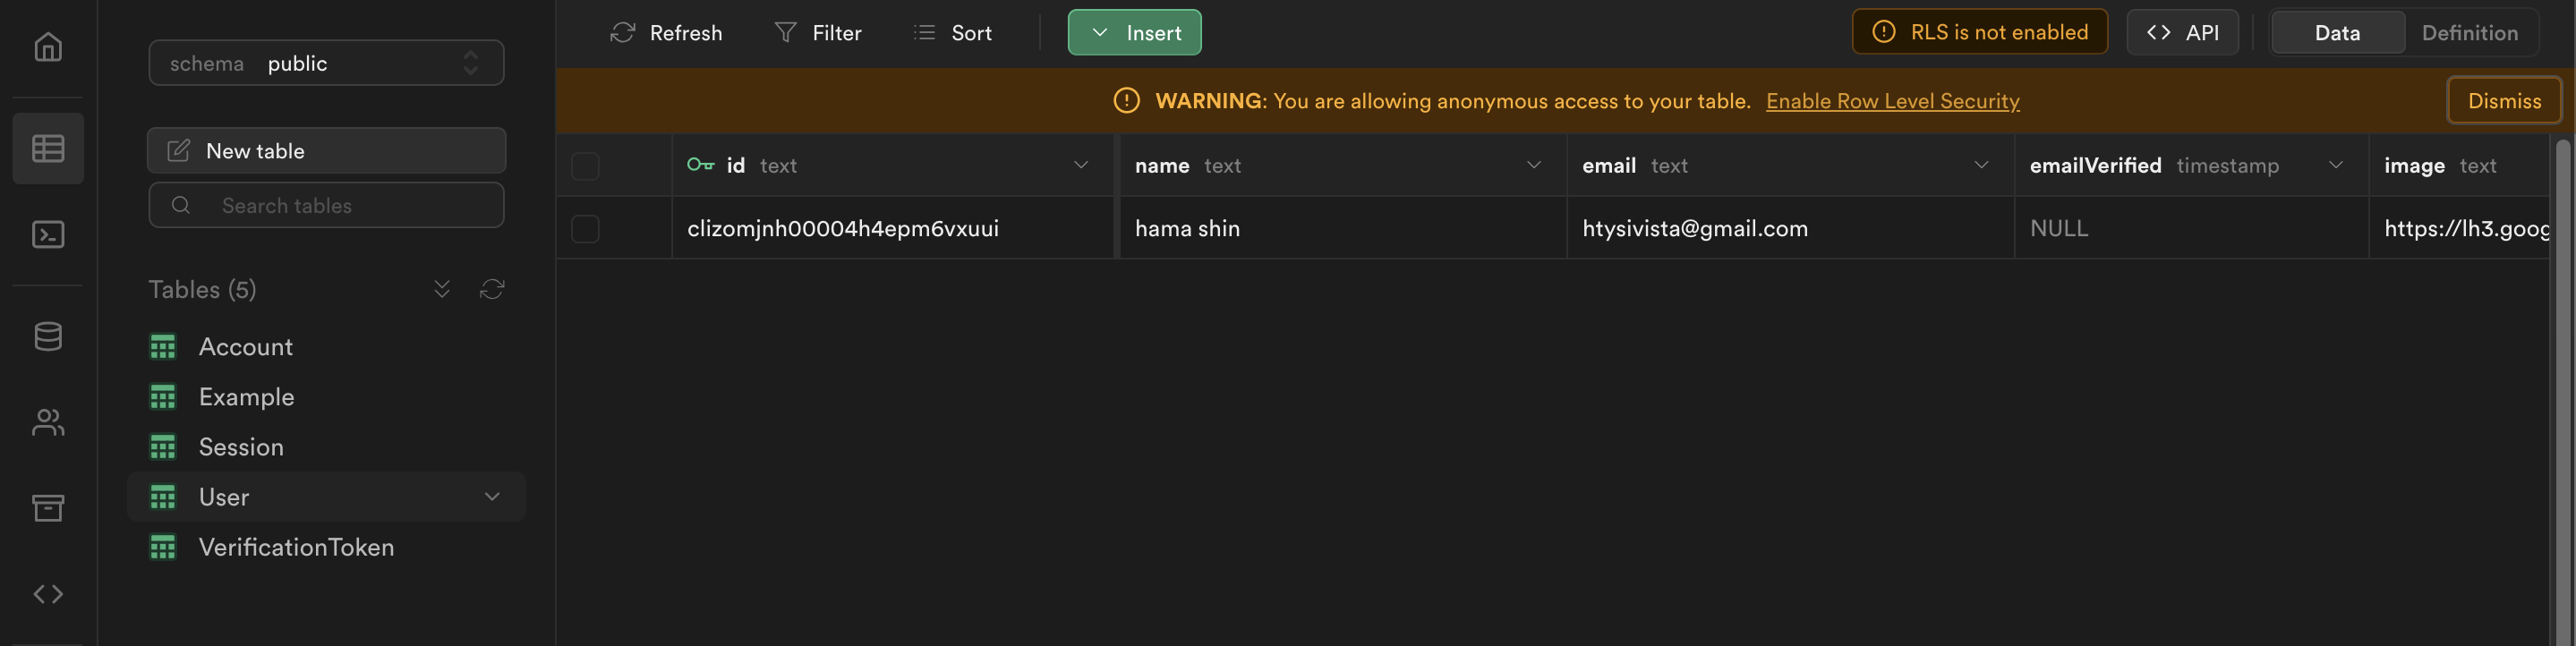 schema public
New table
Search tables
Tables (5)
Account
Example
Session
User
VerificationToken
Refresh Filter Sort Insert RLS is not enabled API Data Definition
WARNING: You are allowing anonymous access to your table. Enable Row Level Security Dismiss
id text name text email text emailVerified timestamp image text
clizomjnh00004h4epm6vxuui hama shin htysivista@gmail.com NULL https://lh3.goog